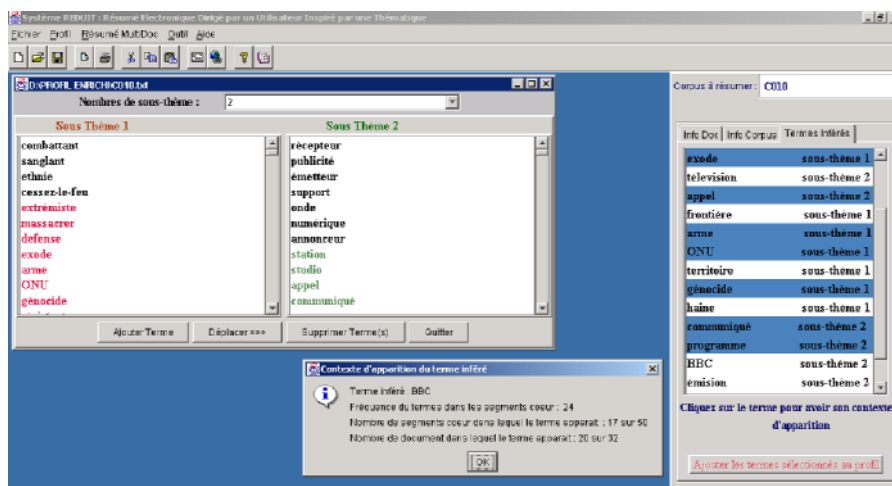 Système REDUIT : Résumé Electronique Dirigé par un Utilisateur Inspiré par une Thématique
Fichier Profil Résumé MultiDoc Outil Aide
D:\PROFIL ENRICHI\C010.txt
Nombres de sous-thème : 2
Sous Thème 1
combattant
sanglant
ethnie
cessez-le-feu
extrémiste
massacrer
defense
exode
arme
ONU
génocide
Sous Thème 2
récepteur
publicité
émetteur
support
onde
numérique
annonceur
station
studio
appel
communiqué
Ajouter Terme Déplacer >>> Supprimer Terme(s) Quitter
Contexte d'apparition du terme inféré
Terme inféré : BBC
Fréquence du termes dans les segments coeur : 24
Nombre de segments coeur dans lequel le terme apparait : 17 sur 50
Nombre de document dans lequel le terme apparait : 20 sur 32
OK
Corpus à résumer : C010
Info Doc Info Corpus Termes Inférés
exode sous-thème 1
télevision sous-thème 2
appel sous-thème 2
frontière sous-thème 1
arme sous-thème 1
ONU sous-thème 1
territoire sous-thème 1
génocide sous-thème 1
haine sous-thème 1
communiqué sous-thème 2
programme sous-thème 2
BBC sous-thème 2
émision sous-thème 2
Cliquez sur le terme pour avoir son contexte
d'apparition
Ajouter les termes sélectionnés au profil